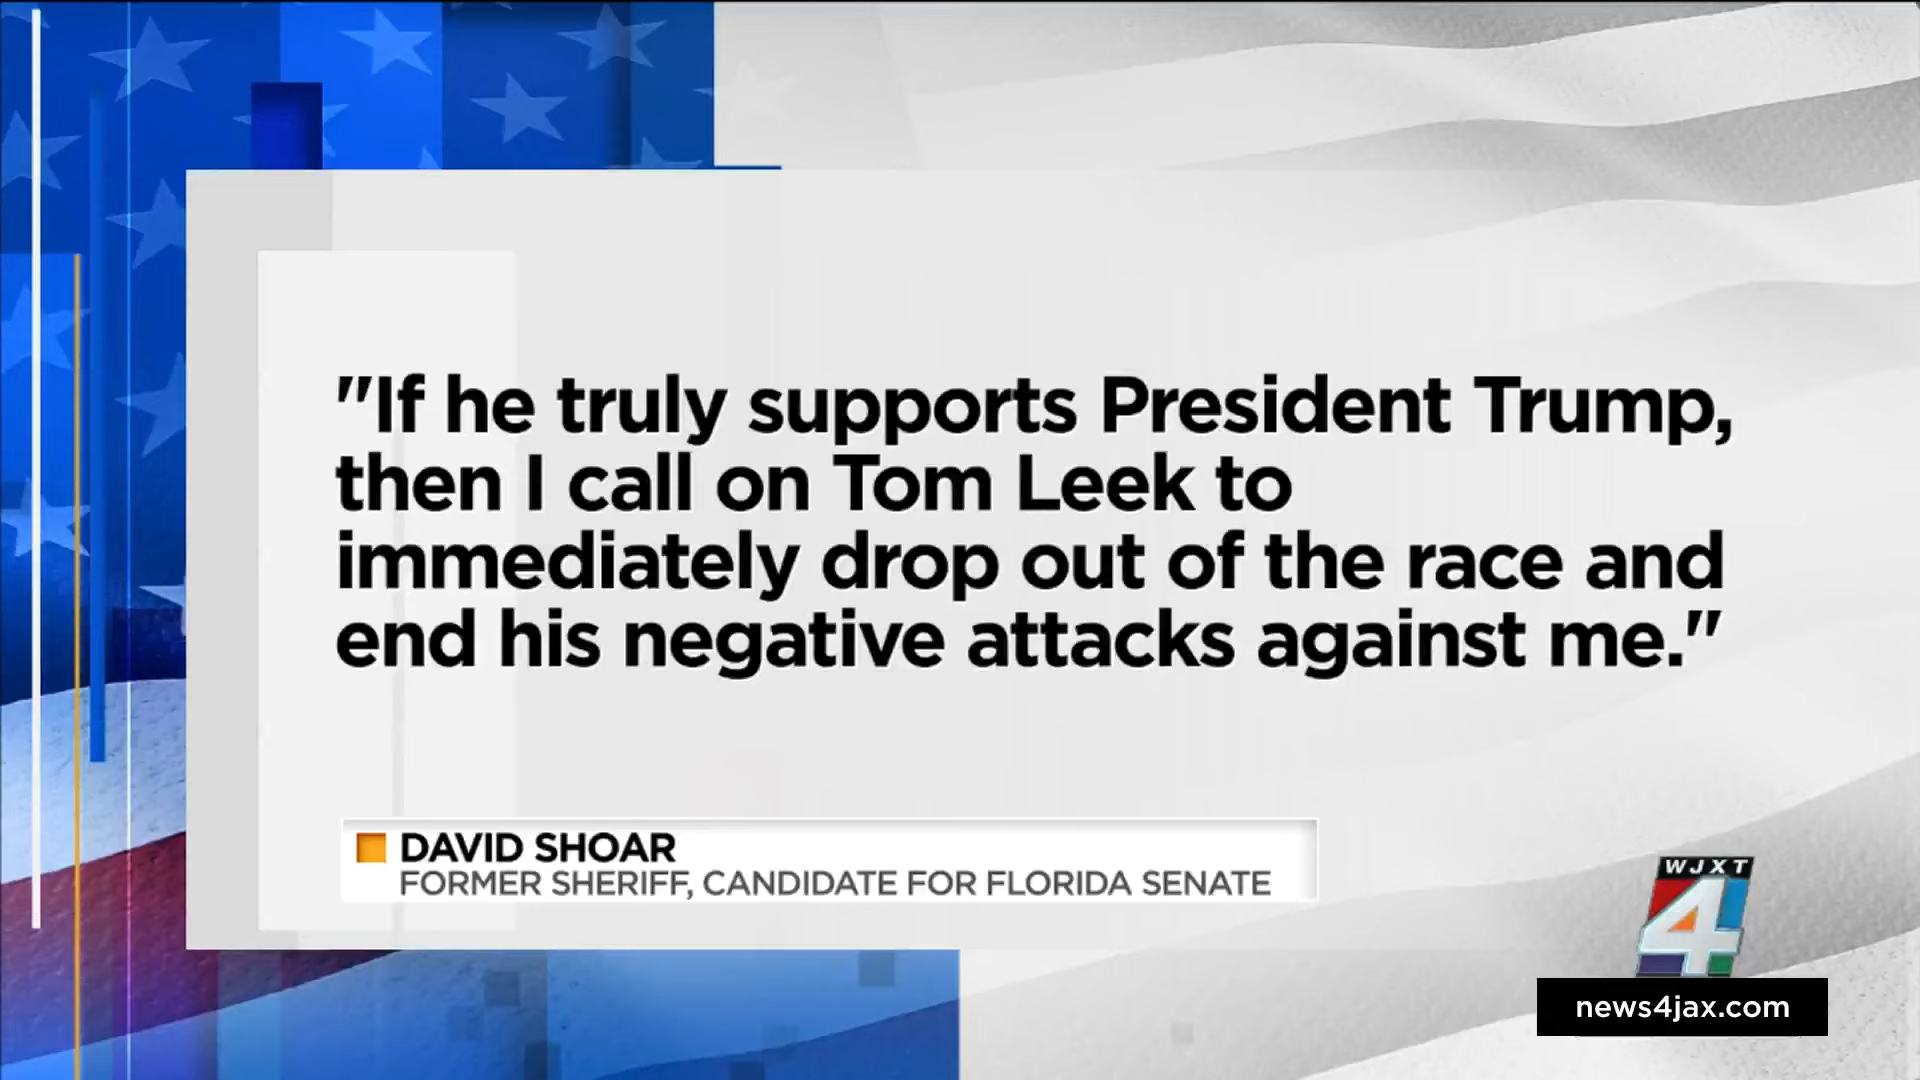 "If he truly supports President Trump,
then I call on Tom Leek to
immediately drop out of the race and
end his negative attacks against me."
DAVID SHOAR
FORMER SHERIFF, CANDIDATE FOR FLORIDA SENATE
WJXT
4
news4jax.com